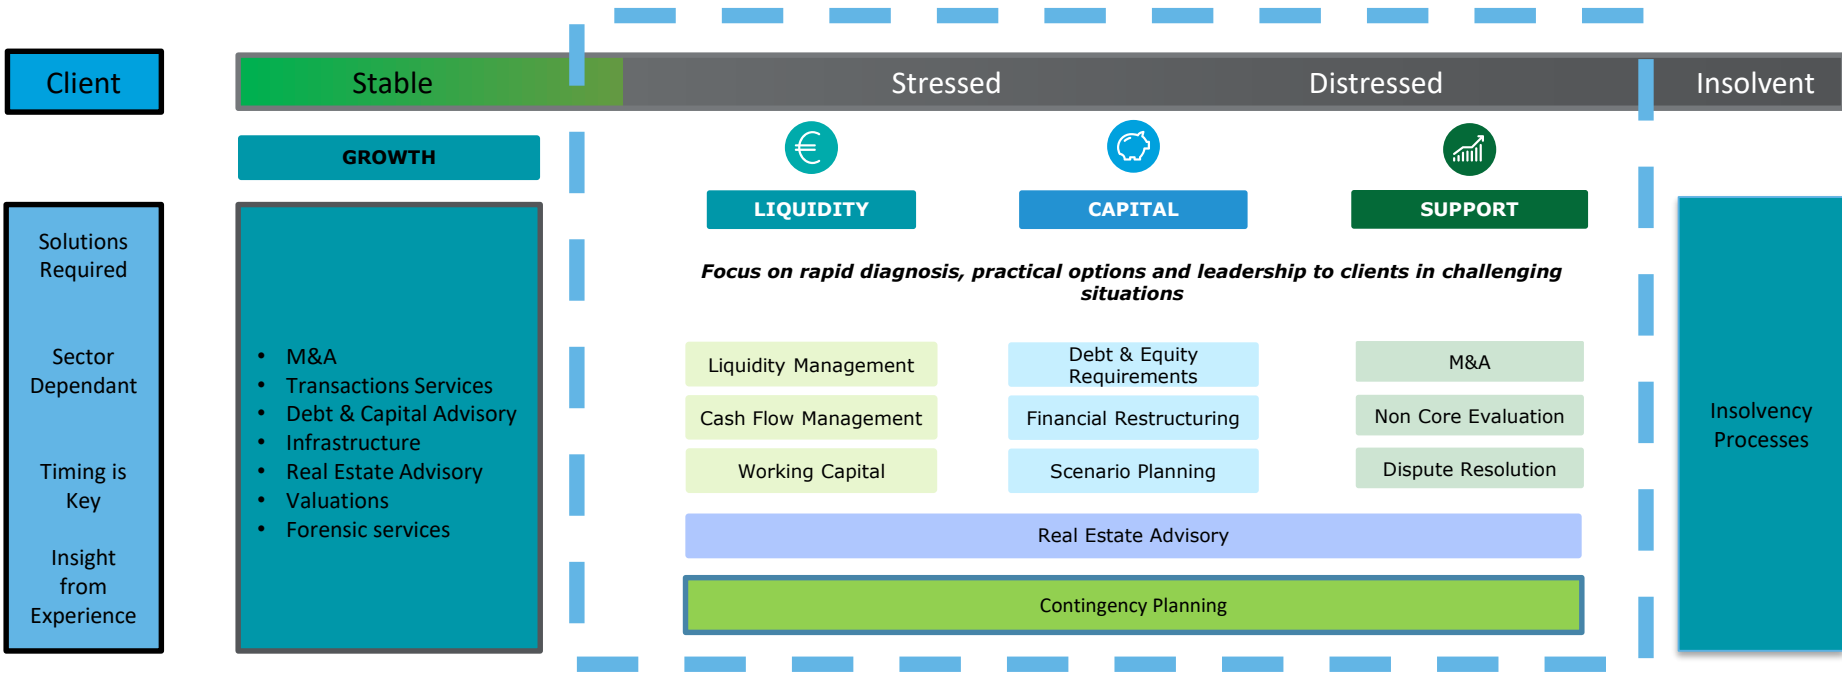 Client
Stable
Stressed
Distressed
Insolvent
GROWTH
€
LIQUIDITY
CAPITAL
SUPPORT
Solutions
Required
Sector
Dependant
Timing is
Key
Insight
from
Experience
• M&A
• Transactions Services
• Debt & Capital Advisory
• Infrastructure
• Real Estate Advisory
• Valuations
• Forensic services
Focus on rapid diagnosis, practical options and leadership to clients in challenging
situations
Liquidity Management
Cash Flow Management
Working Capital
Debt & Equity
Requirements
Financial Restructuring
Scenario Planning
M&A
Non Core Evaluation
Dispute Resolution
Real Estate Advisory
Contingency Planning
Insolvency
Processes